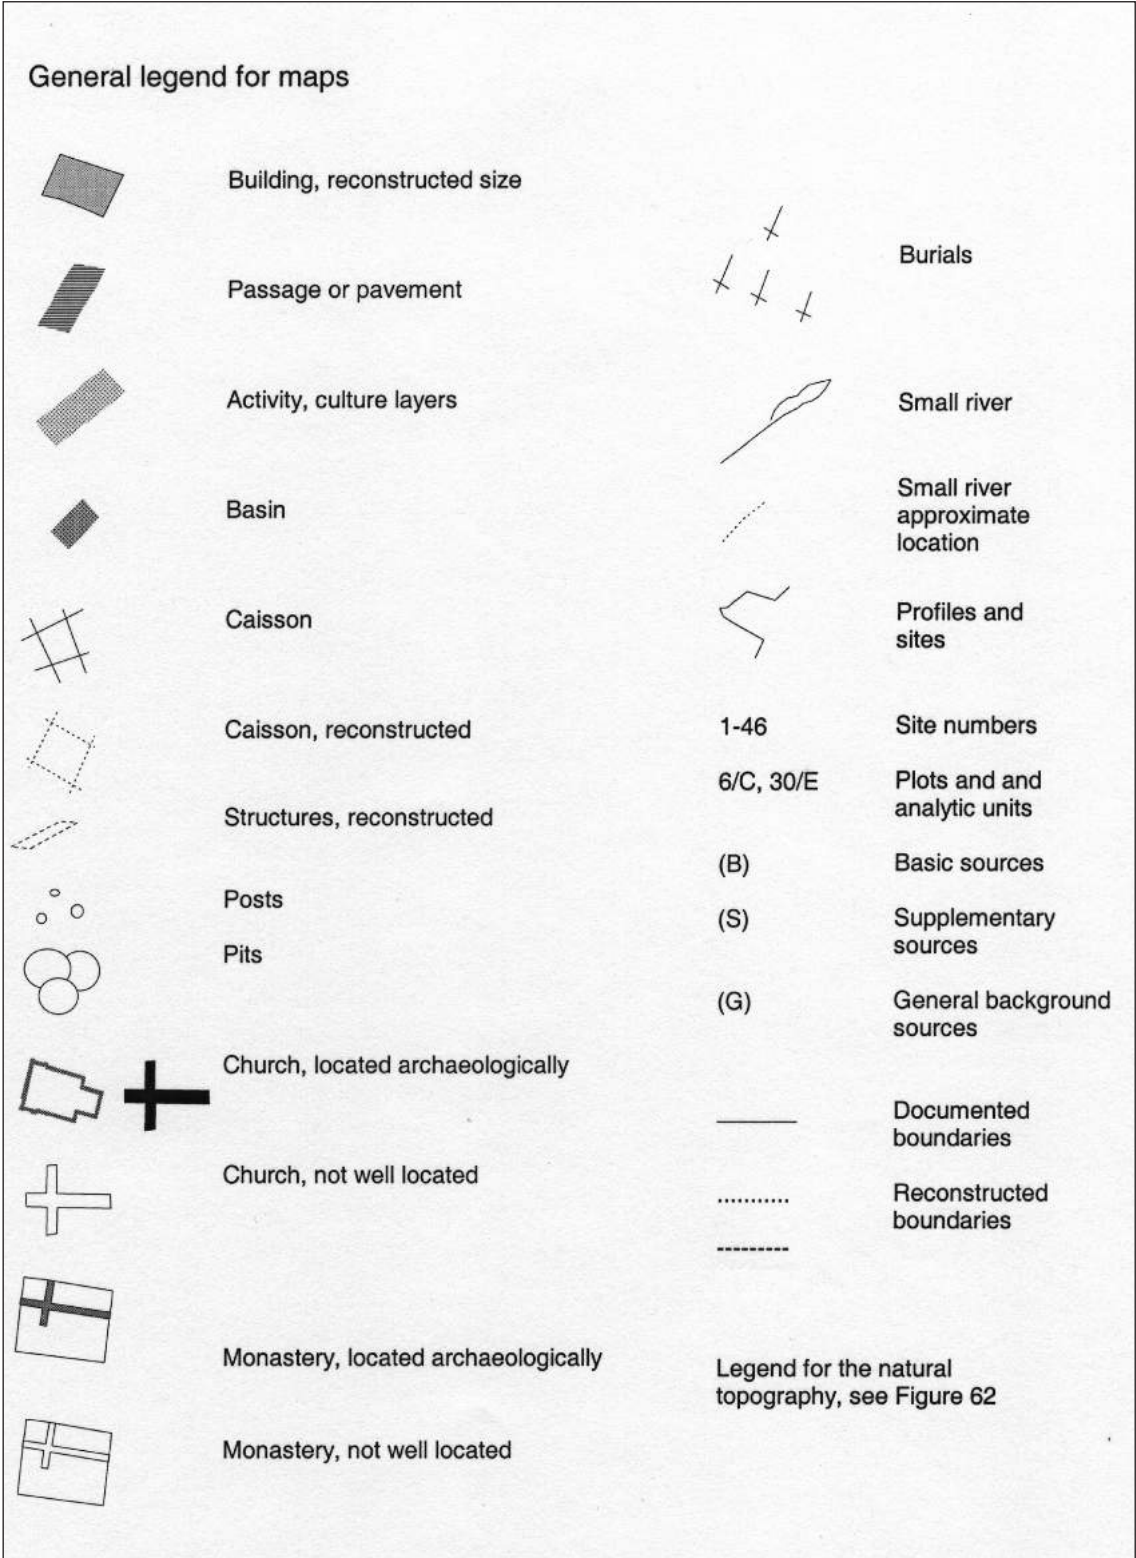 General legend for maps
Building, reconstructed size
Passage or pavement
Activity, culture layers
Basin
Caisson
Caisson, reconstructed
Structures, reconstructed
Posts
Pits
Church, located archaeologically
Church, not well located
Monastery, located archaeologically
Monastery, not well located
Burials
Small river
Small river
approximate
location
Profiles and
sites
1-46 Site numbers
6/C, 30/E Plots and and
analytic units
(B) Basic sources
(S) Supplementary
sources
(G) General background
sources
Documented
boundaries
Reconstructed
boundaries
Legend for the natural
topography, see Figure 62